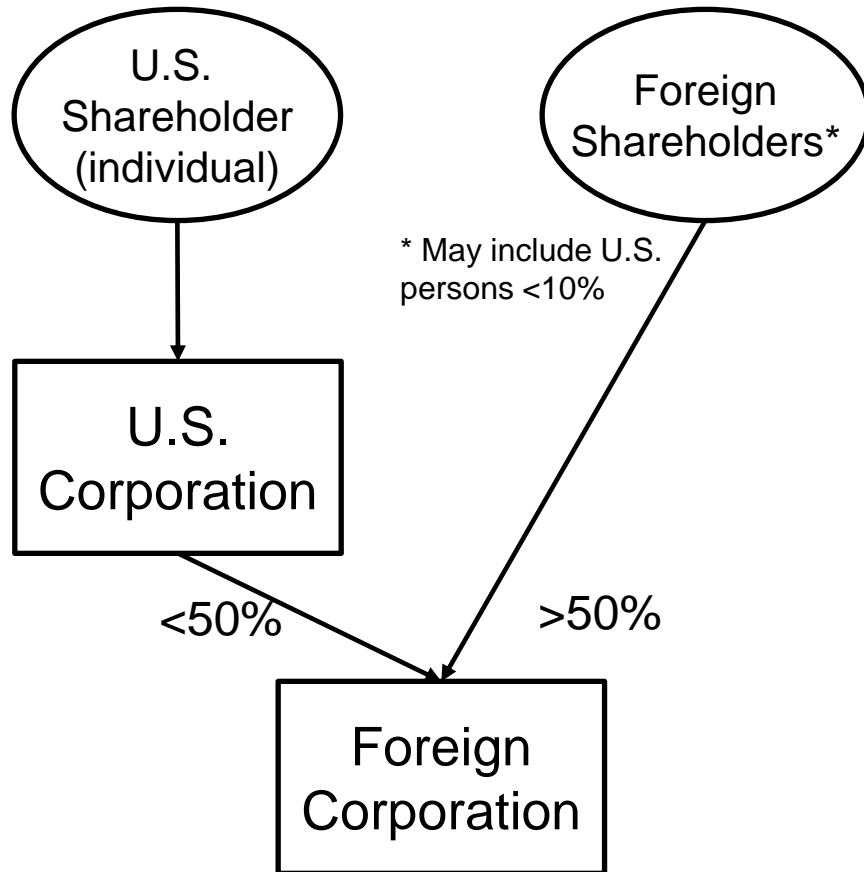 U.S.
Shareholder
(individual)
Foreign
Shareholders*
* May include U.S.
persons <10%
U.S.
Corporation
<50%
>50%
Foreign
Corporation